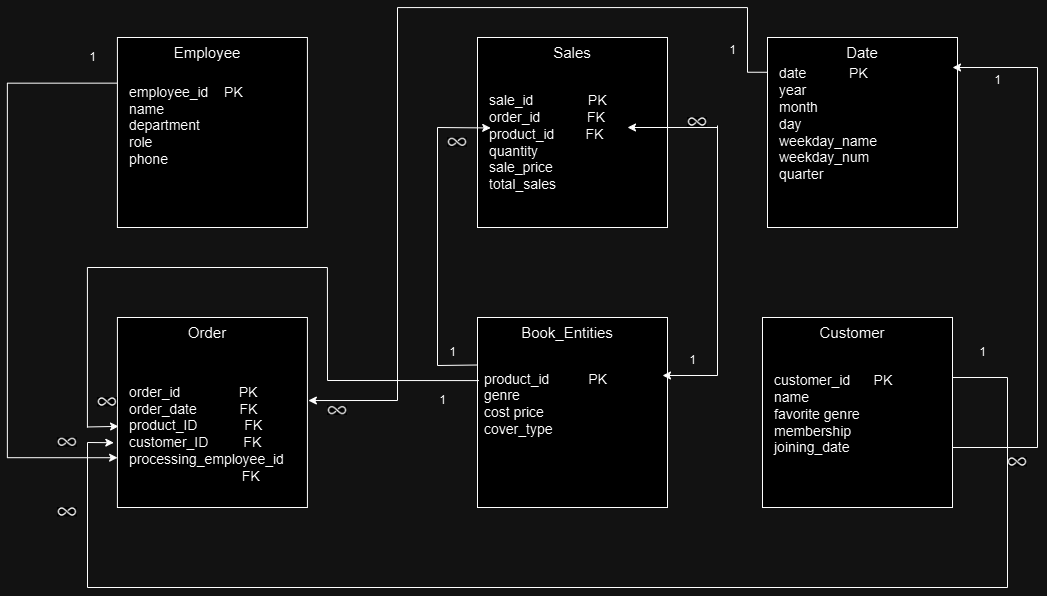 1
Employee
employee_id PK
name
department
role
phone
Sales
sale_id PK
order_id FK
product_id FK
quantity
sale_price
total_sales
∞
∞
1
Date
date PK
year
month
day
weekday_name
weekday_num
quarter
1
Order
order_id PK
order_date FK
product_ID FK
customer_ID FK
processing_employee_id
FK
∞
∞
∞
∞
1
1
Book_Entities
product_id PK
genre
cost price
cover_type
1
Customer
customer_id PK
name
favorite genre
membership
joining_date
1
∞